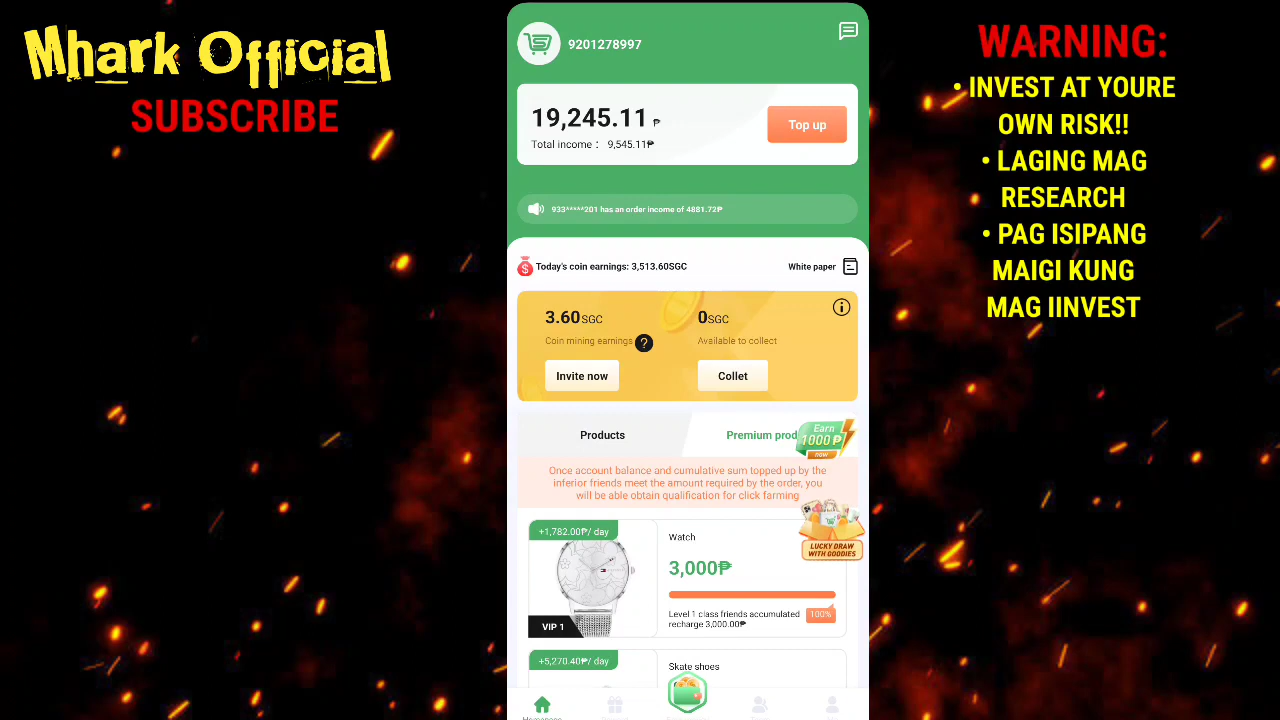 Mhark Official
SUBSCRIBE
9201278997
19,245.11 ₱
Total income： 9,545.11₱
Top up
933*****201 has an order income of 4881.72₱
Today's coin earnings: 3,513.60SGC
White paper
3.60SGC
Coin mining earnings ?
Invite now
0SGC
Available to collect
Collet
Products
Premium prod
Earn
1000 ₱
now
Once account balance and cumulative sum topped up by the
inferior friends meet the amount required by the order, you
will be able obtain qualification for click farming
LUCKY DRAW
WITH GOODIES
+1,782.00₱/ day
VIP 1
Watch
3,000₱
Level 1 class friends accumulated
recharge 3,000.00₱
100%
+5,270.40₱/ day
Skate shoes
WARNING:
• INVEST AT YOURE
OWN RISK!!
• LAGING MAG
RESEARCH
• PAG ISIPANG
MAIGI KUNG
MAG IINVEST